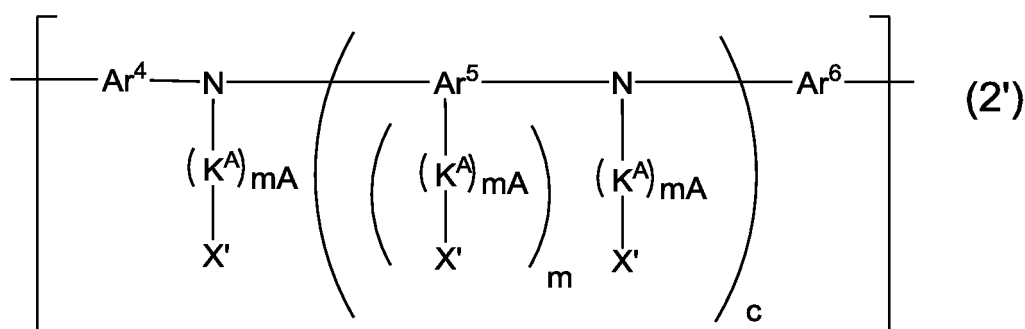 Ar⁴ N Ar⁵ N Ar⁶ (2')
(Kᴬ)mA (Kᴬ)mA (Kᴬ)mA
X' X' X'
m
c